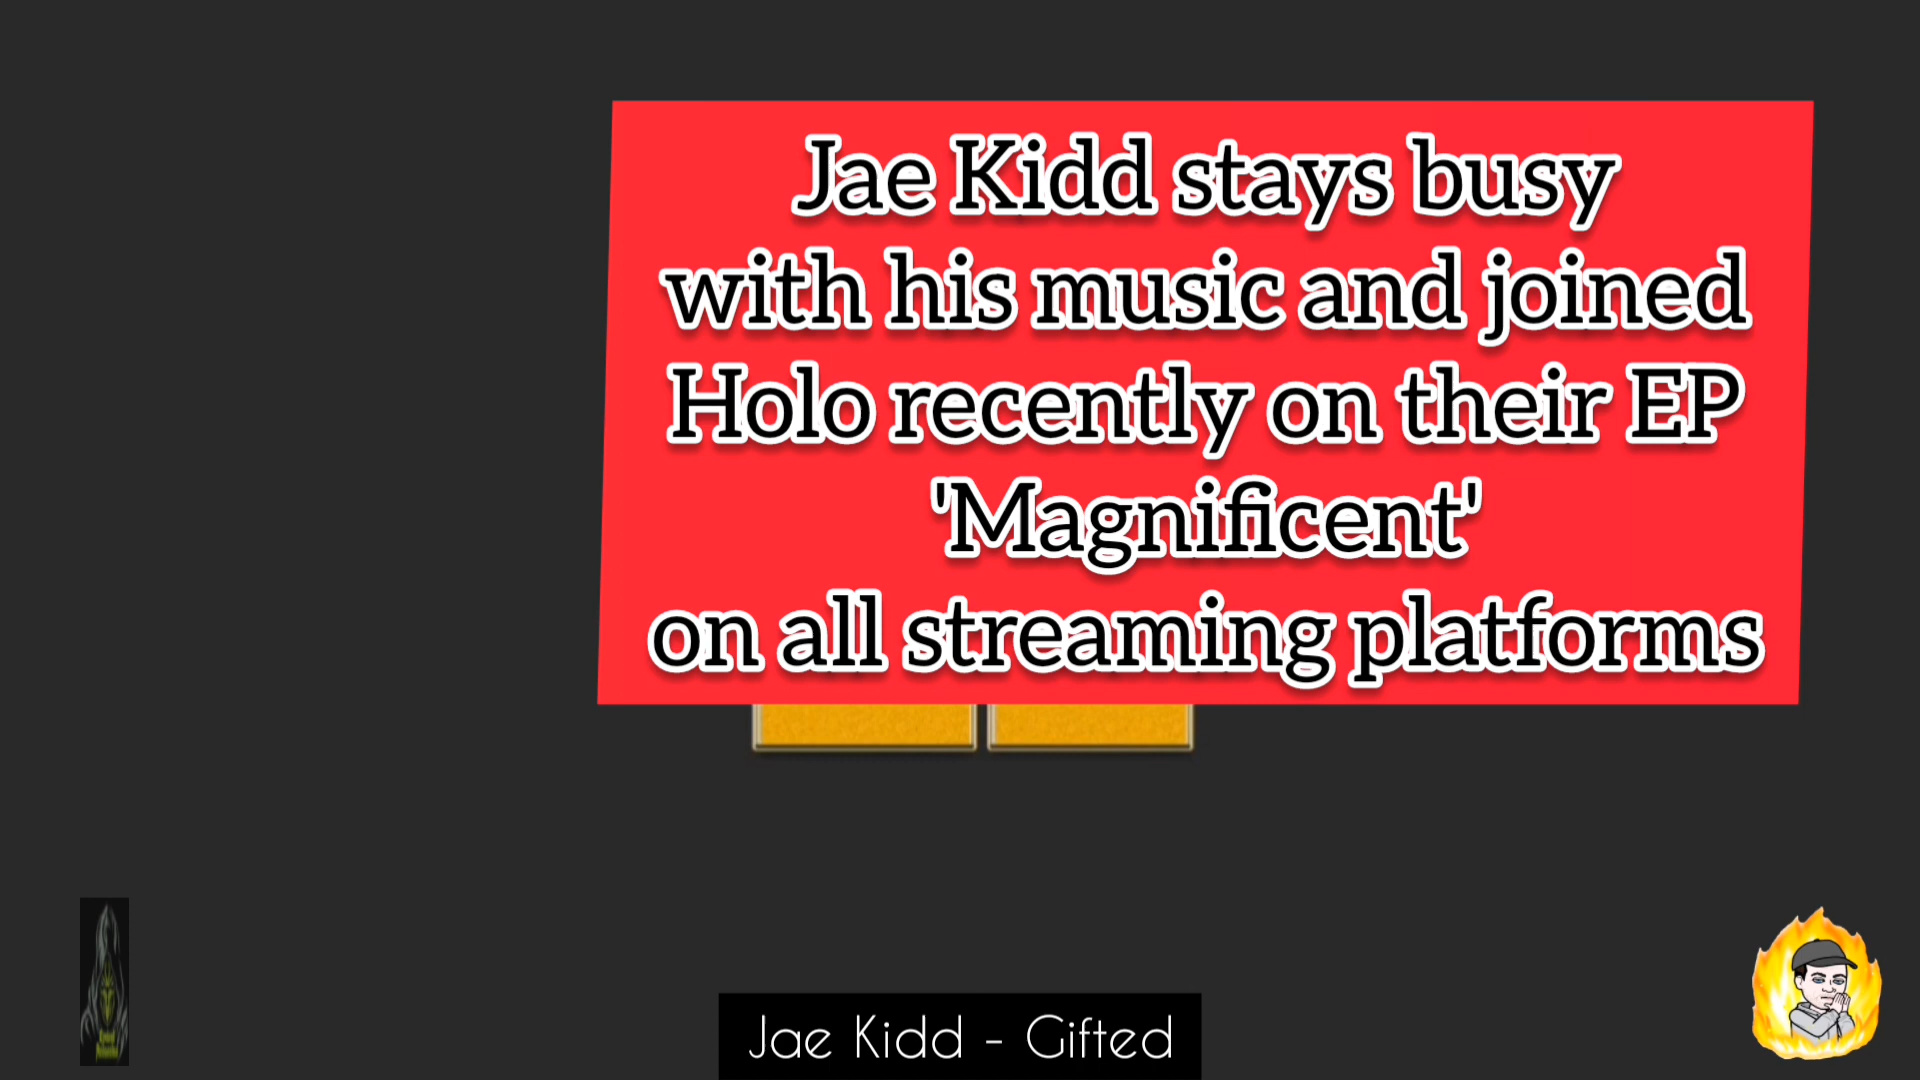 Jae Kidd stays busy
with his music and joined
Holo recently on their EP
'Magnificent'
on all streaming platforms
Jae Kidd - Gifted